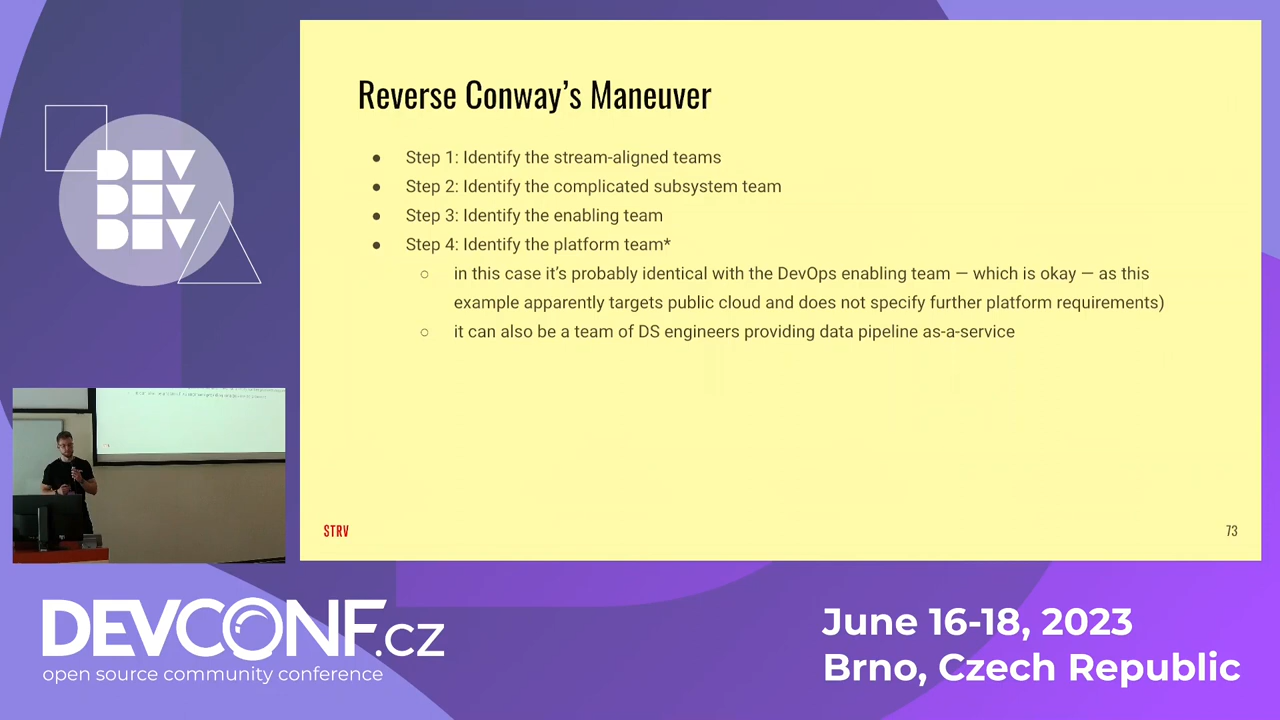 Reverse Conway’s Maneuver
● Step 1: Identify the stream-aligned teams
● Step 2: Identify the complicated subsystem team
● Step 3: Identify the enabling team
● Step 4: Identify the platform team*
○ in this case it’s probably identical with the DevOps enabling team — which is okay — as this
example apparently targets public cloud and does not specify further platform requirements)
○ it can also be a team of DS engineers providing data pipeline as-a-service
STRV
73
DEV
DEV
DEV
DEVCONF.cz
open source community conference
June 16-18, 2023
Brno, Czech Republic